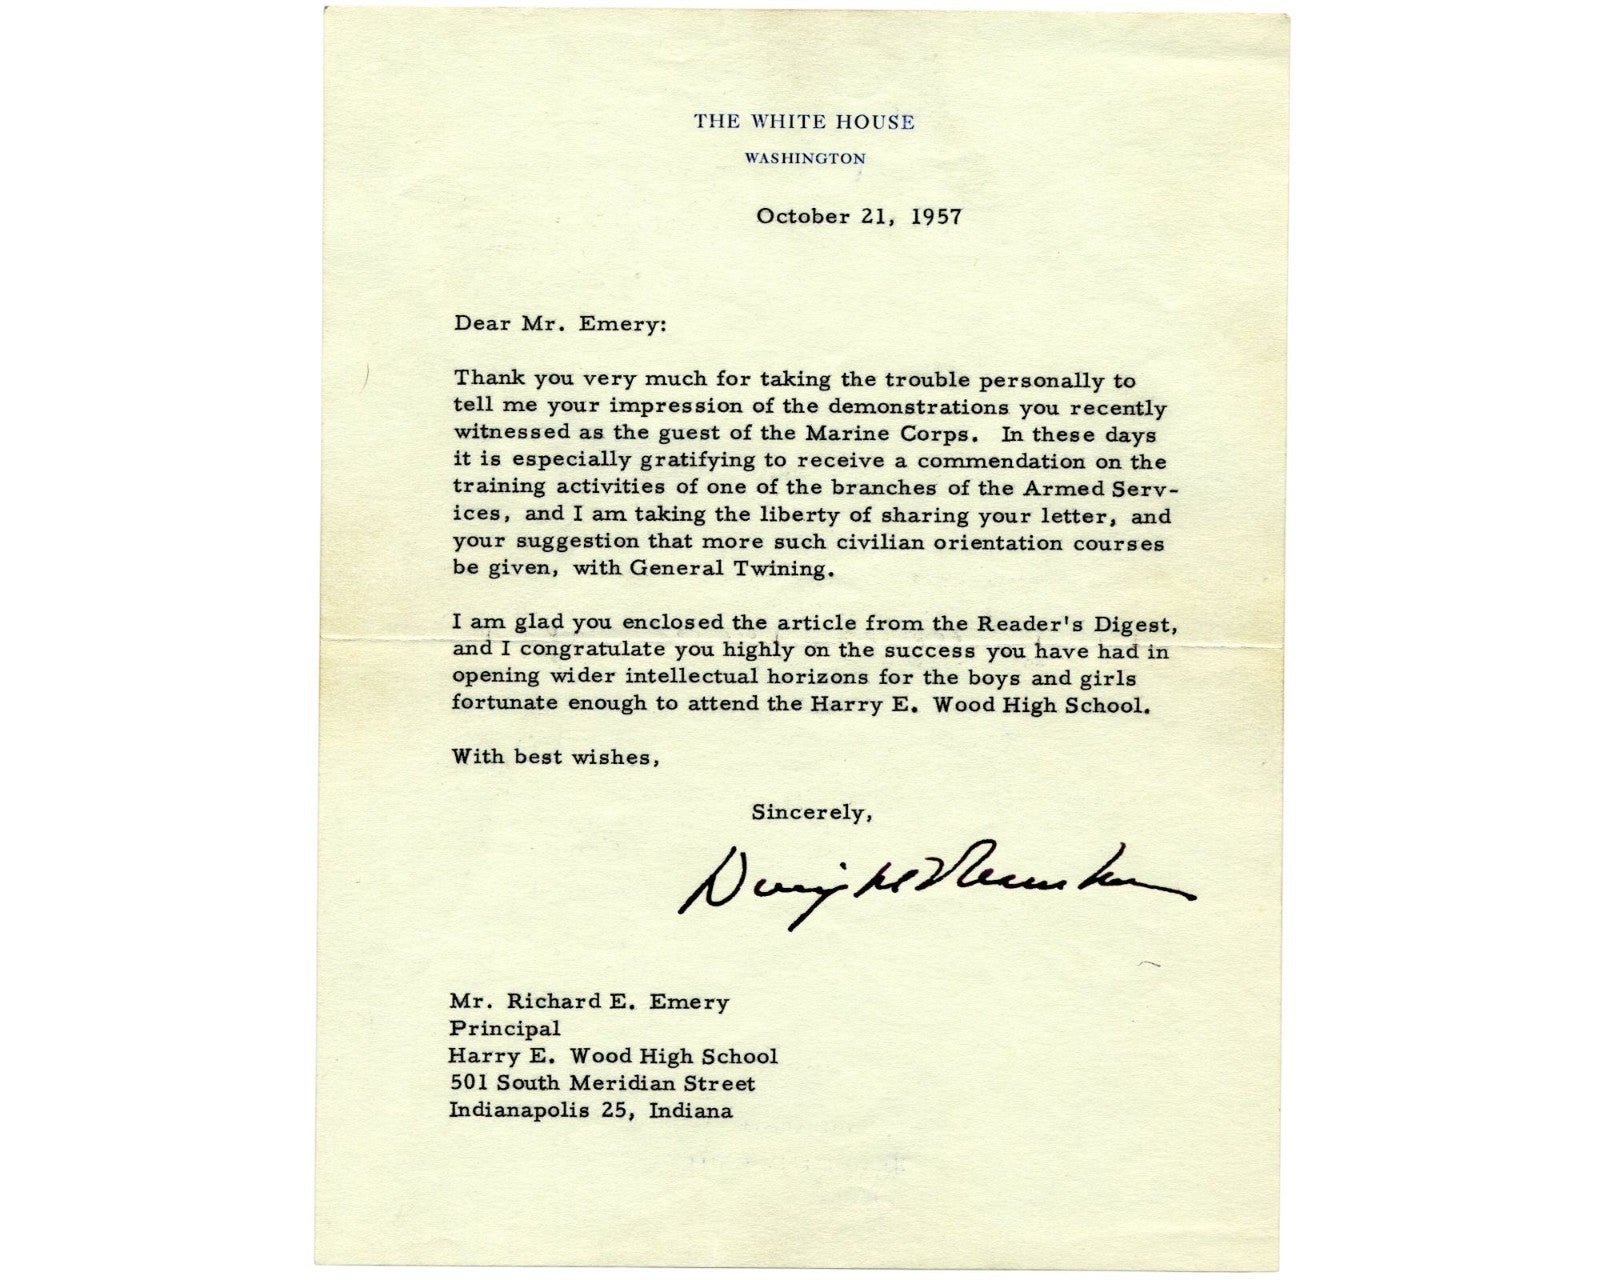 THE WHITE HOUSE
WASHINGTON
October 21, 1957
Dear Mr. Emery:
Thank you very much for taking the trouble personally to
tell me your impression of the demonstrations you recently
witnessed as the guest of the Marine Corps. In these days
it is especially gratifying to receive a commendation on the
training activities of one of the branches of the Armed Serv-
ices, and I am taking the liberty of sharing your letter, and
your suggestion that more such civilian orientation courses
be given, with General Twining.
I am glad you enclosed the article from the Reader's Digest,
and I congratulate you highly on the success you have had in
opening wider intellectual horizons for the boys and girls
fortunate enough to attend the Harry E. Wood High School.
With best wishes,
Sincerely,
Dwight D Eisenhower
Mr. Richard E. Emery
Principal
Harry E. Wood High School
501 South Meridian Street
Indianapolis 25, Indiana